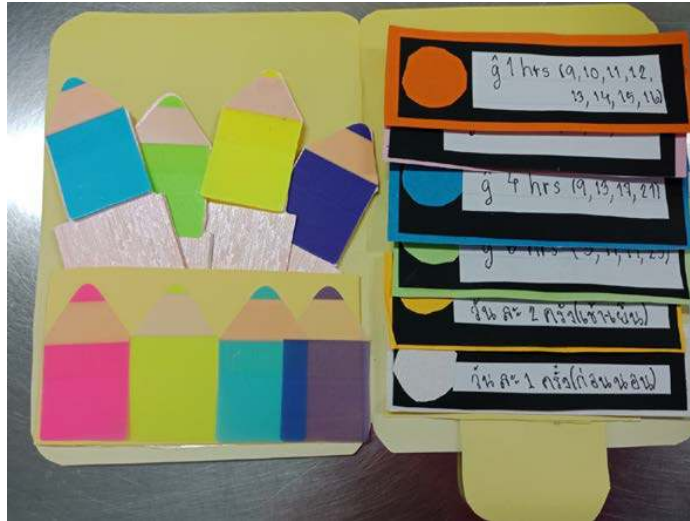 ĝ 1 hrs (9, 10, 11, 12,
13, 14, 15, 16)
ĝ 4 hrs (9, 13, 17, 21)
วัน ละ 2 ครั้ง(เช้าเย็น)
วัน ละ 1 ครั้ง(ก่อนนอน)